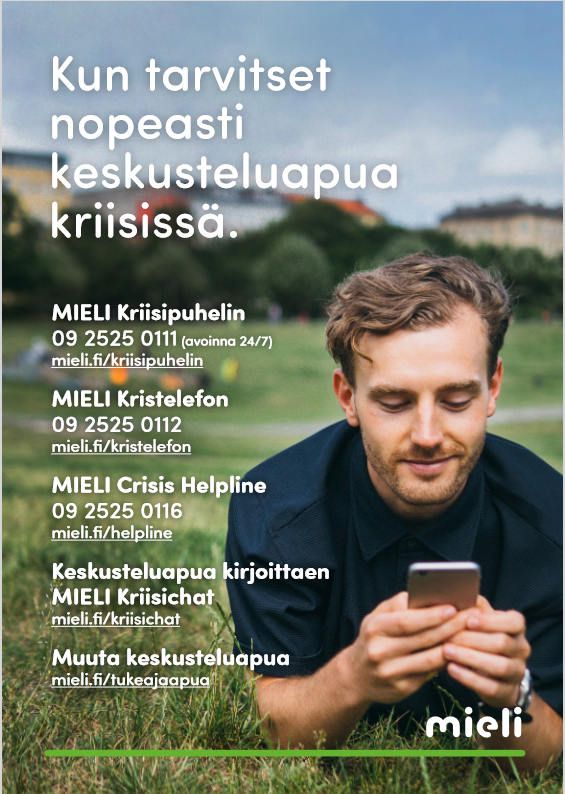 Kun tarvitset
nopeasti
keskusteluapua
kriisissä.
MIELI Kriisipuhelin
09 2525 0111 (avoinna 24/7)
mieli.fi/kriisipuhelin
MIELI Kristelefon
09 2525 0112
mieli.fi/kristelefon
MIELI Crisis Helpline
09 2525 0116
mieli.fi/helpline
Keskusteluapua kirjoittaen
MIELI Kriisichat
mieli.fi/kriisichat
Muuta keskusteluapua
mieli.fi/tukeajaapua
mieli